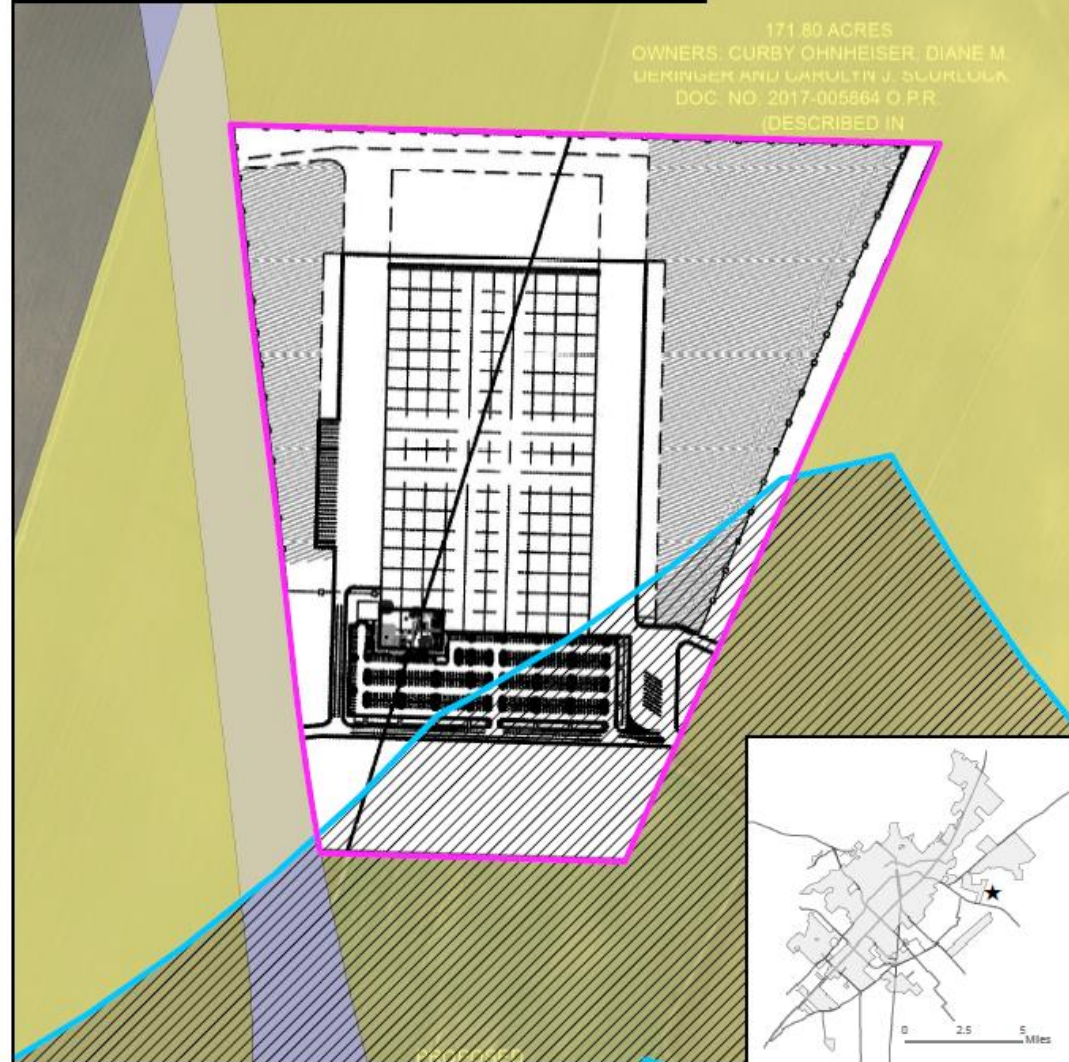 171.80 ACRES
OWNERS: CURBY OHNHEISER, DIANE M.
DERINGER AND CAROLYN J. SCURLOCK
DOC. NO. 2017-005864 O.P.R.
(DESCRIBED IN
PROPOSED
0 2.5 5
Miles